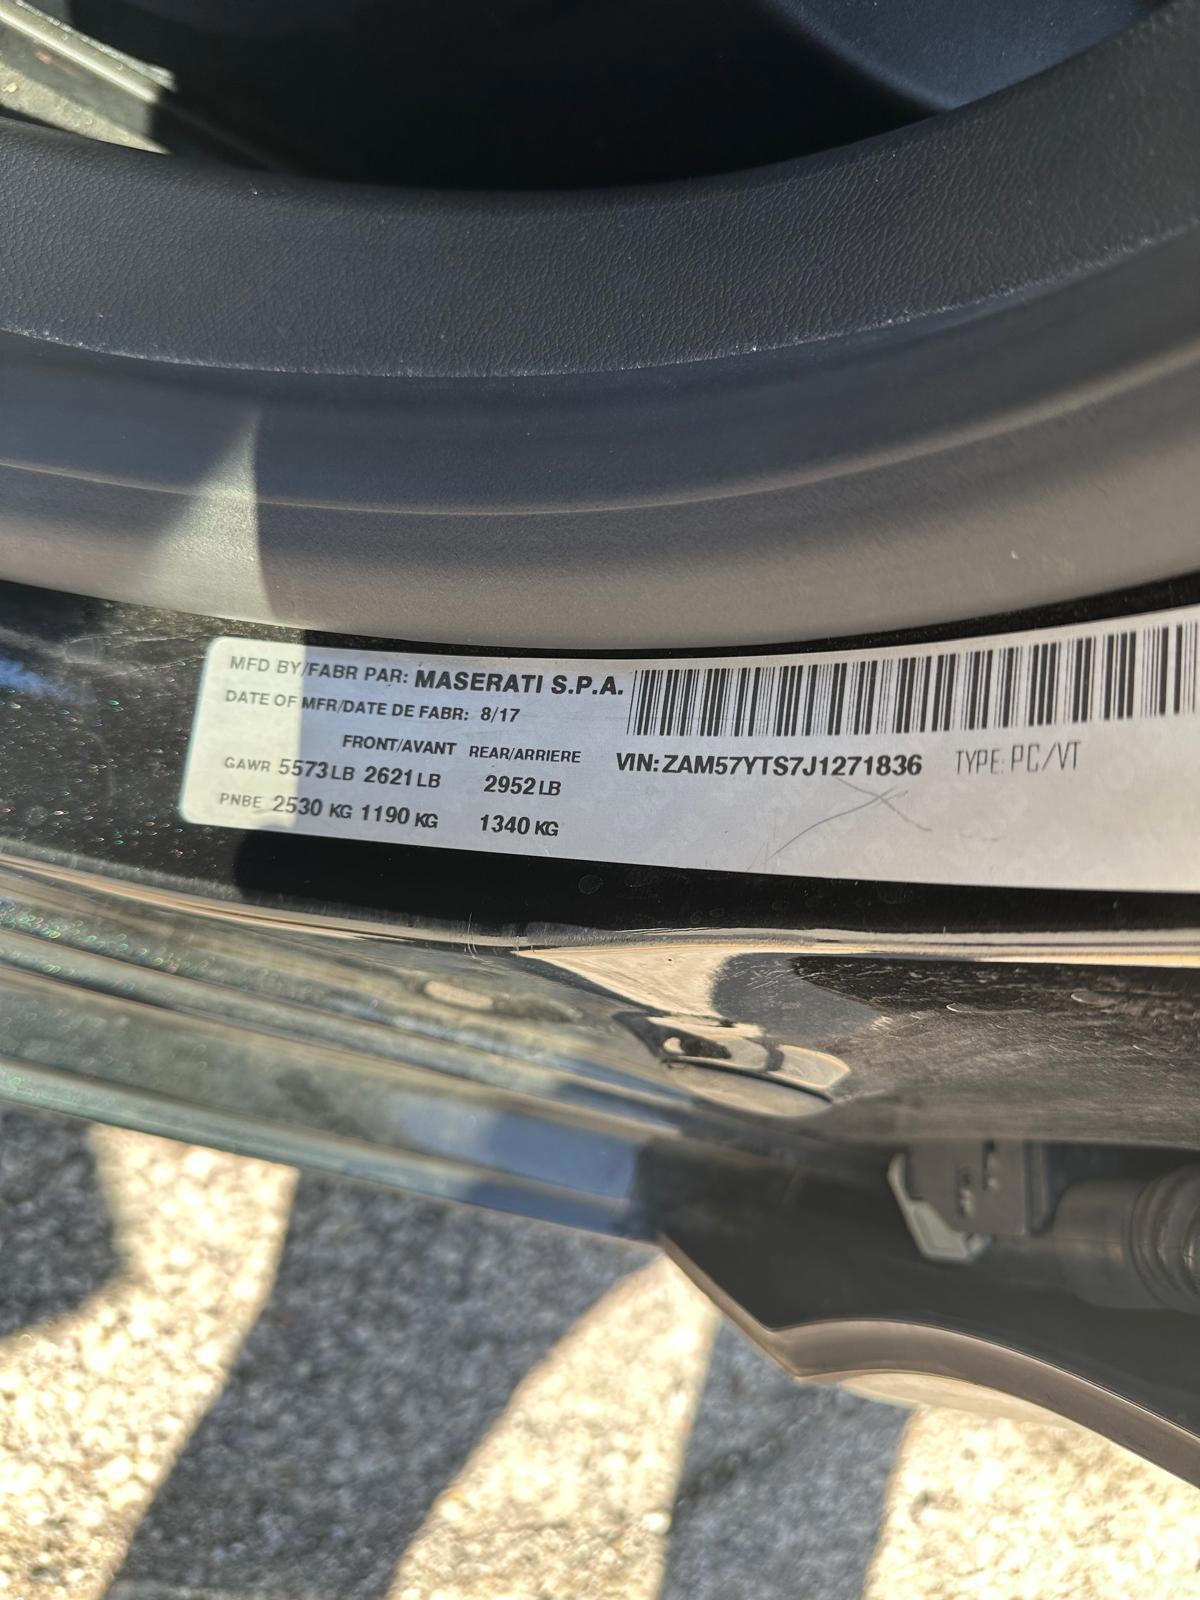 MFD BY/FABR PAR: MASERATI S.P.A.
DATE OF MFR/DATE DE FABR: 8/17
FRONT/AVANT REAR/ARRIERE
GAWR 5573 LB 2621 LB 2952 LB
PNBE 2530 KG 1190 KG 1340 KG
VIN: ZAM57YTS7J1271836 TYPE: PC/VT